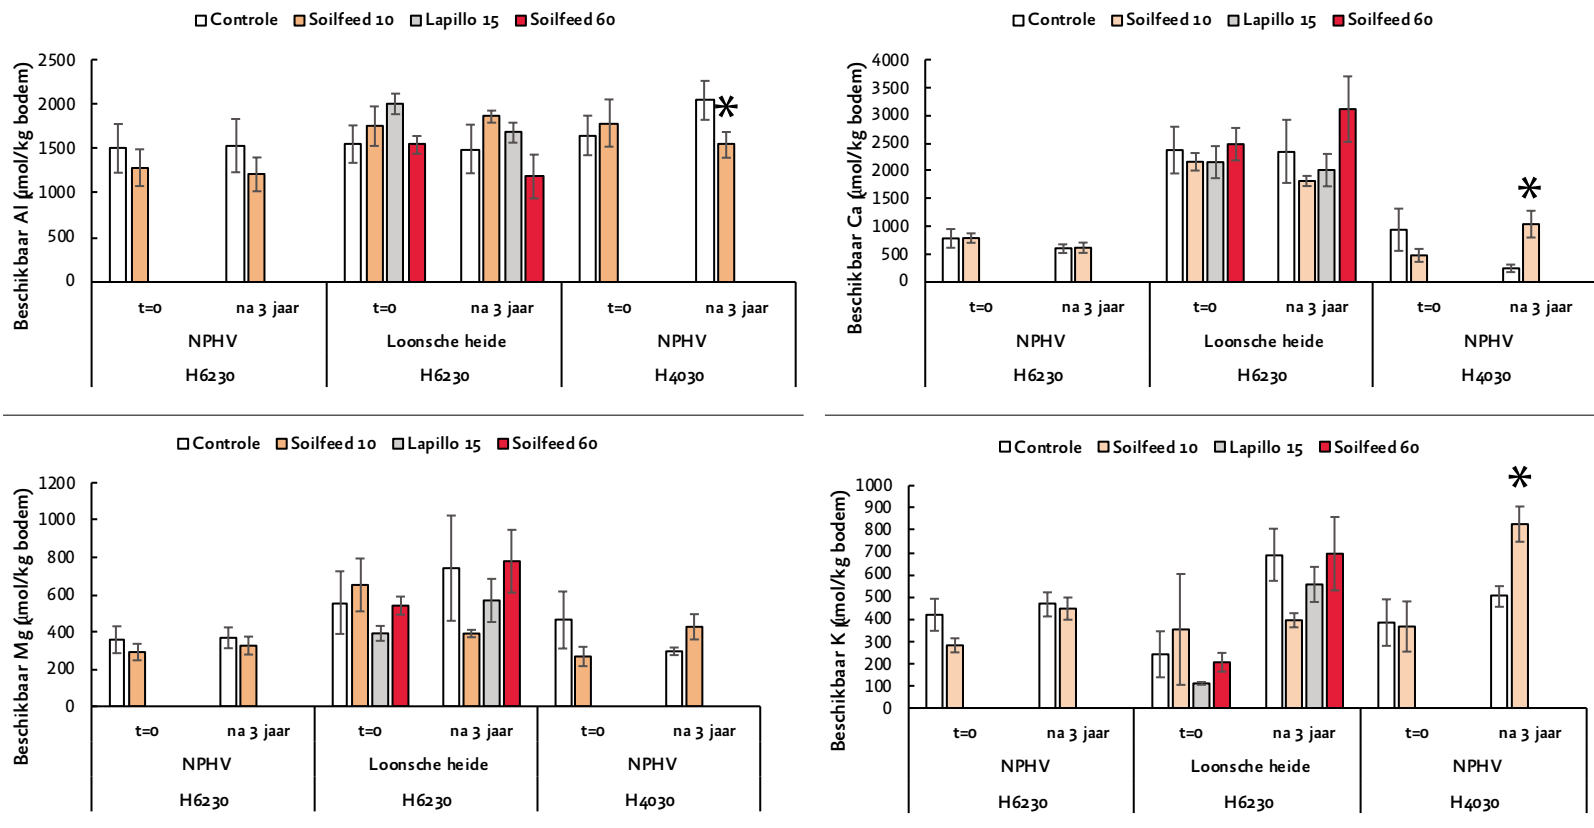 Controle Soilfeed 10 Lapillo 15 Soilfeed 60
Beschikbaar Al (µmol/kg bodem)
2500
2000
1500
1000
500
0
t=0 na 3 jaar t=0 na 3 jaar t=0 na 3 jaar
NPHV Loonsche heide NPHV
H6230 H6230 H4030
*
Controle Soilfeed 10 Lapillo 15 Soilfeed 60
Beschikbaar Ca (µmol/kg bodem)
4000
3500
3000
2500
2000
1500
1000
500
0
t=0 na 3 jaar t=0 na 3 jaar t=0 na 3 jaar
NPHV Loonsche heide NPHV
H6230 H6230 H4030
*
Controle Soilfeed 10 Lapillo 15 Soilfeed 60
Beschikbaar Mg (µmol/kg bodem)
1200
1000
800
600
400
200
0
t=0 na 3 jaar t=0 na 3 jaar t=0 na 3 jaar
NPHV Loonsche heide NPHV
H6230 H6230 H4030
Controle Soilfeed 10 Lapillo 15 Soilfeed 60
Beschikbaar K (µmol/kg bodem)
1000
900
800
700
600
500
400
300
200
100
0
t=0 na 3 jaar t=0 na 3 jaar t=0 na 3 jaar
NPHV Loonsche heide NPHV
H6230 H6230 H4030
*